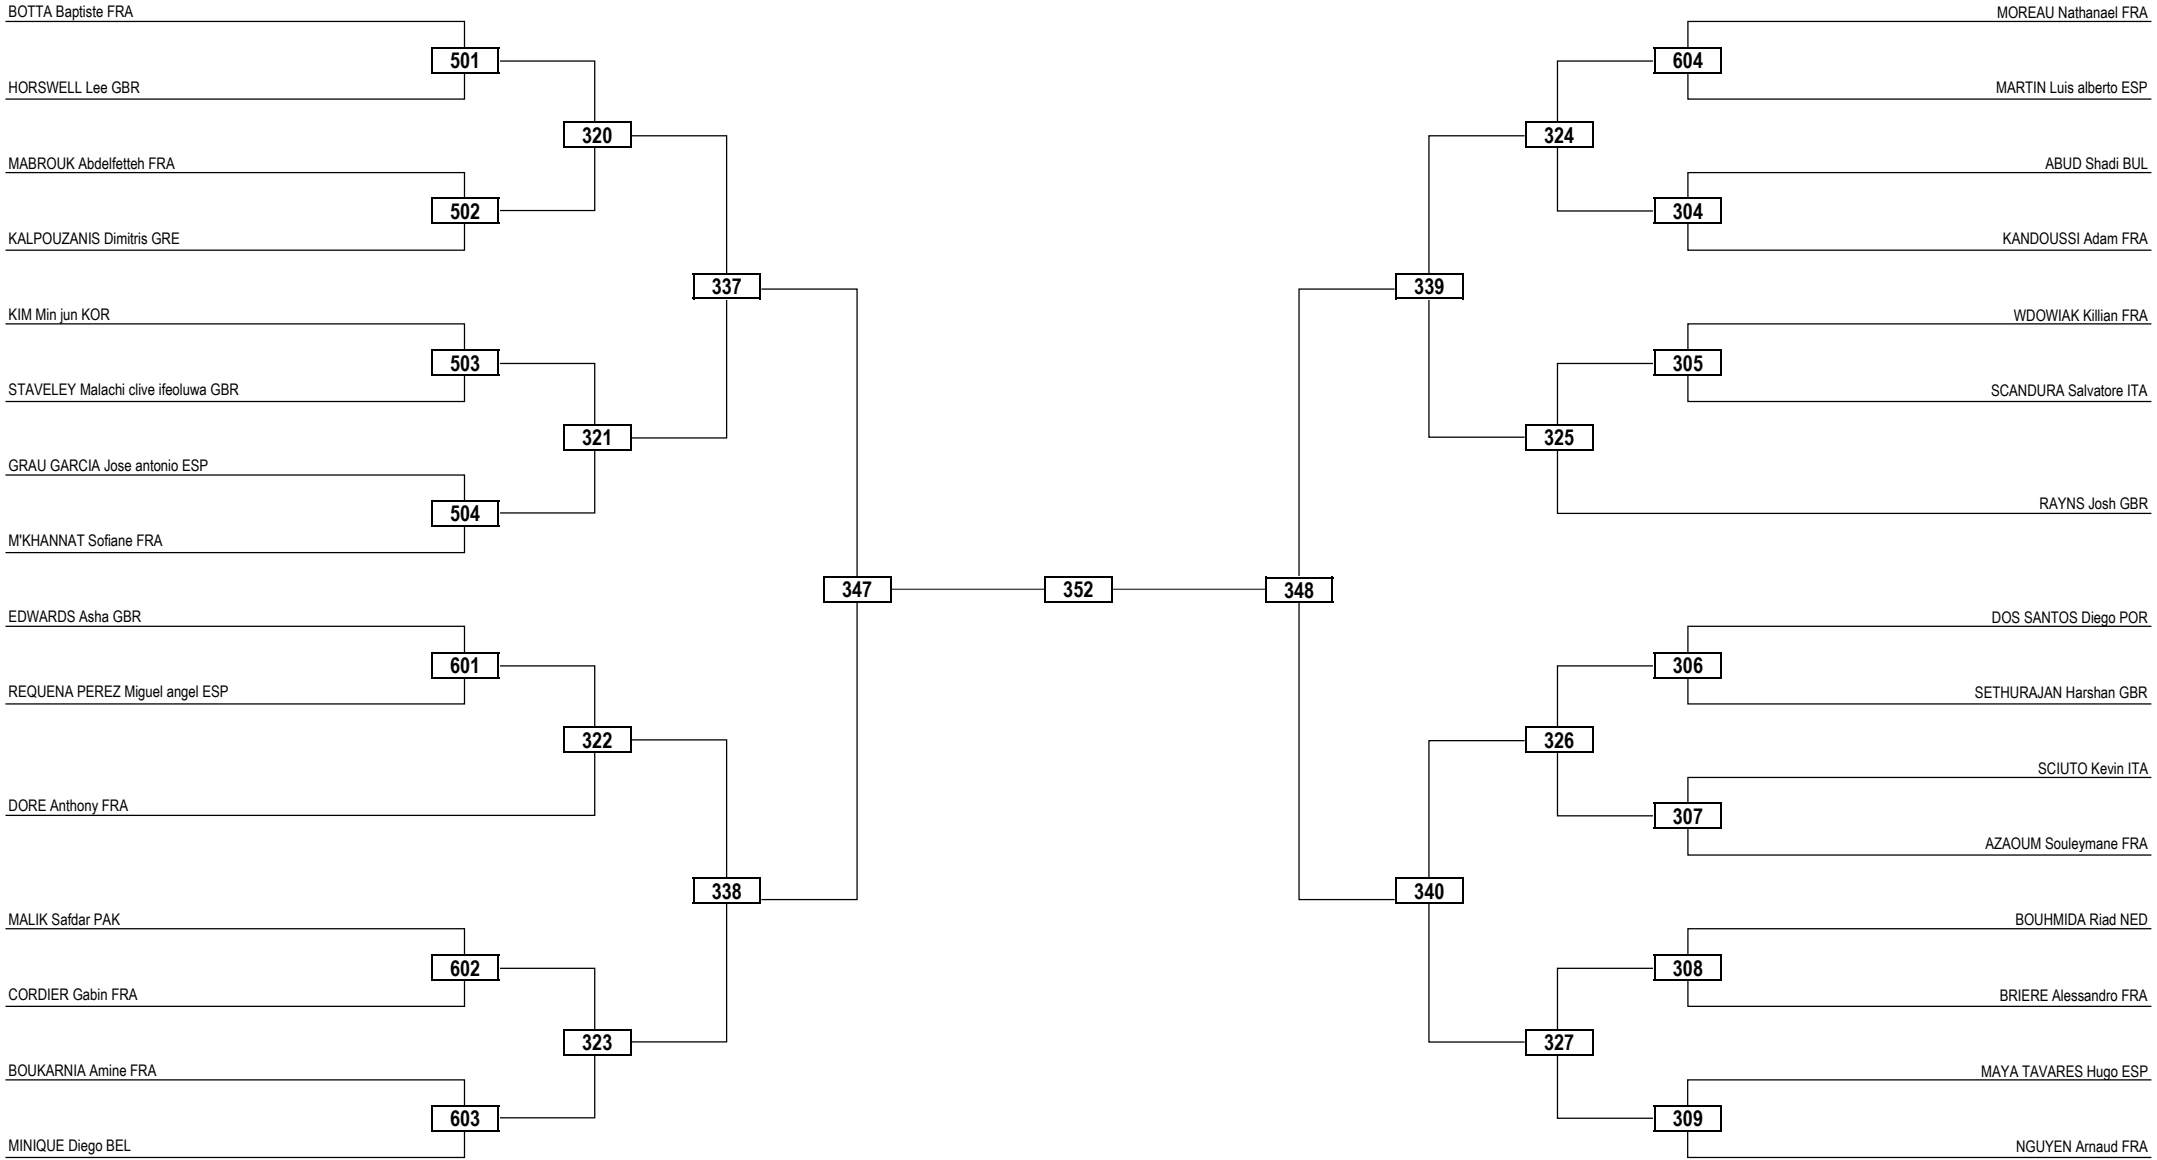 BOTTA Baptiste FRA
MOREAU Nathanael FRA
501
604
HORSWELL Lee GBR
MARTIN Luis alberto ESP
320
324
MABROUK Abdelfetteh FRA
ABUD Shadi BUL
502
304
KALPOUZANIS Dimitris GRE
KANDOUSSI Adam FRA
337
339
KIM Min jun KOR
WDOWIAK Killian FRA
503
305
STAVELEY Malachi clive ifeoluwa GBR
SCANDURA Salvatore ITA
321
325
GRAU GARCIA Jose antonio ESP
504
RAYNS Josh GBR
M'KHANNAT Sofiane FRA
347
352
348
EDWARDS Asha GBR
DOS SANTOS Diego POR
601
306
REQUENA PEREZ Miguel angel ESP
SETHURAJAN Harshan GBR
322
326
SCIUTO Kevin ITA
DORE Anthony FRA
307
AZAOUM Souleymane FRA
338
340
MALIK Safdar PAK
BOUHMIDA Riad NED
602
308
CORDIER Gabin FRA
BRIERE Alessandro FRA
323
327
BOUKARNIA Amine FRA
MAYA TAVARES Hugo ESP
603
309
MINIQUE Diego BEL
NGUYEN Arnaud FRA